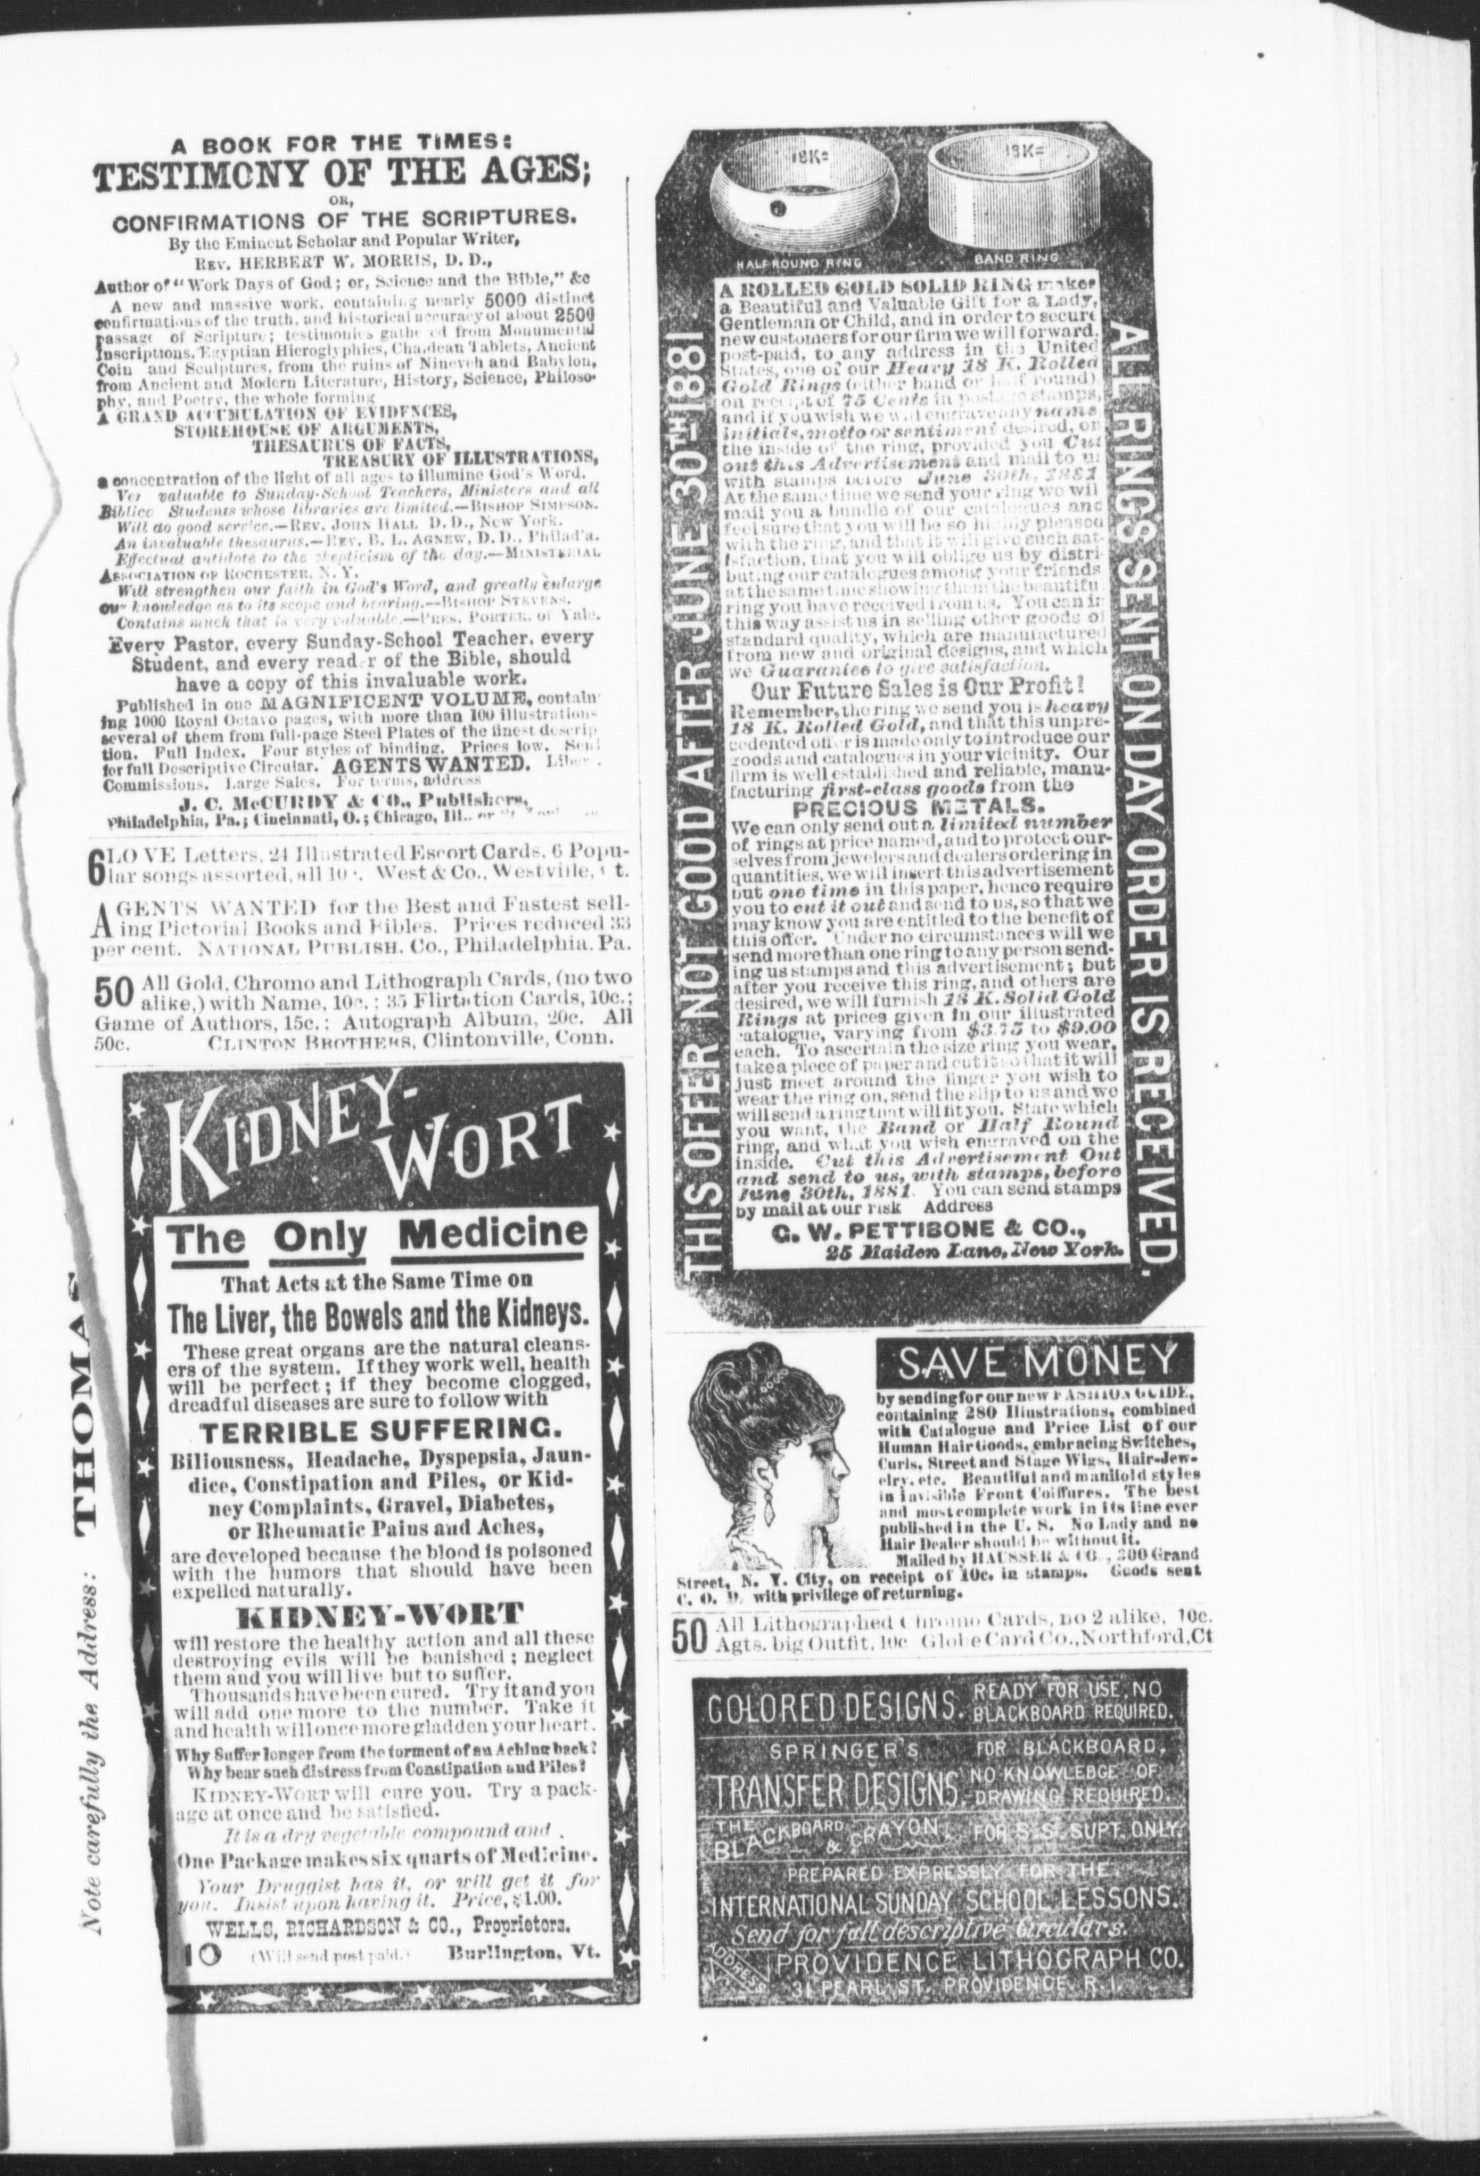 A BOOK FOR THE TIMES:
TESTIMONY OF THE AGES;
OR,
CONFIRMATIONS OF THE SCRIPTURES.
By the Eminent Scholar and Popular Writer,
REV. HERBERT W. MORRIS, D. D.,
Author of "Work Days of God; or, Science and the Bible," &c
A new and massive work, containing nearly 5000 distinct
confirmations of the truth, and historical accuracy of about 2500
passage of Scripture; testimonies gathe ed from Monumental
Inscriptions, Egyptian Hieroglyphics, Chaldean Tablets, Ancient
Coin and Sculptures, from the ruins of Nineveh and Babylon,
from Ancient and Modern Literature, History, Science, Philoso-
phy, and Poetry, the whole forming
A GRAND ACCUMULATION OF EVIDENCES,
STOREHOUSE OF ARGUMENTS,
THESAURUS OF FACTS,
TREASURY OF ILLUSTRATIONS,
a concentration of the light of all ages to illumine God's Word.
Ver valuable to Sunday-School Teachers, Ministers and all
Biblice Students whose libraries are limited.—BISHOP SIMPSON.
Will do good service.—REV. JOHN HALL D. D., New York.
An invaluable thesaurus.—REV. B. L. AGNEW, D. D., Philad'a.
Effectual antidote to the skepticism of the day.—MINISTERIAL
ASSOCIATION OF ROCHESTER, N. Y.
Will strengthen our faith in God's Word, and greatly enlarge
our knowledge as to its scope and bearing.—BISHOP STEVENS.
Contains much that is very valuable.—PRES. PORTER, of Yale.
Every Pastor, every Sunday-School Teacher, every
Student, and every read r of the Bible, should
have a copy of this invaluable work.
Published in one MAGNIFICENT VOLUME, contain-
ing 1000 Royal Octavo pages, with more than 100 illustrations
several of them from full-page Steel Plates of the finest descrip
tion. Full Index. Four styles of binding. Prices low. Send
for full Descriptive Circular. AGENTS WANTED. Liber
Commissions. Large Sales. For terms, address
J. C. McCURDY & CO., Publishers,
Philadelphia, Pa.; Cincinnati, O.; Chicago, Ill., or
6 LOVE Letters, 24 Illustrated Escort Cards, 6 Popu-
lar songs assorted, all 10c. West & Co., Westville, Ct.
AGENTS WANTED for the Best and Fastest sell-
ing Pictorial Books and Bibles. Prices reduced 33
per cent. NATIONAL PUBLISH. CO., Philadelphia, Pa.
50 All Gold, Chromo and Lithograph Cards, (no two
alike,) with Name, 10c.; 35 Flirtation Cards, 10c.;
Game of Authors, 15c.; Autograph Album, 20c. All
50c. CLINTON BROTHERS, Clintonville, Conn.
KIDNEY-
WORT
The Only Medicine
That Acts at the Same Time on
The Liver, the Bowels and the Kidneys.
These great organs are the natural cleans-
ers of the system. If they work well, health
will be perfect; if they become clogged,
dreadful diseases are sure to follow with
TERRIBLE SUFFERING.
Biliousness, Headache, Dyspepsia, Jaun-
dice, Constipation and Piles, or Kid-
ney Complaints, Gravel, Diabetes,
or Rheumatic Pains and Aches,
are developed because the blood is poisoned
with the humors that should have been
expelled naturally.
KIDNEY-WORT
will restore the healthy action and all these
destroying evils will be banished; neglect
them and you will live but to suffer.
Thousands have been cured. Try it and you
will add one more to the number. Take it
and health will once more gladden your heart.
Why Suffer longer from the torment of an Aching back?
Why bear such distress from Constipation and Piles?
KIDNEY-WORT will cure you. Try a pack-
age at once and be satisfied.
It is a dry vegetable compound and
One Package makes six quarts of Medicine.
Your Druggist has it, or will get it for
you. Insist upon having it. Price, $1.00.
WELLS, RICHARDSON & CO., Proprietors.
10 (Will send post paid.) Burlington, Vt.
Note carefully the Address: THOMAS
18K=
18K=
HALF ROUND RING
BAND RING
THIS OFFER NOT GOOD AFTER JUNE 30TH 1881
A ROLLED GOLD SOLID RING makes
a Beautiful and Valuable Gift for a Lady,
Gentleman or Child, and in order to secure
new customers for our firm we will forward,
post-paid, to any address in the United
States, one of our Heavy 18 K. Rolled
Gold Rings (either band or half round)
on receipt of 75 Cents in postage stamps,
and if you wish we will engrave any name,
initials, motto or sentiment desired, on
the inside of the ring, provided you Cut
out this Advertisement and mail to us
with stamps before June 30th, 1881
At the same time we send your ring we wil
mail you a bundle of our catalogues and
feel sure that you will be so highly pleased
with the ring, and that it will give such sat-
isfaction, that you will oblige us by distri-
buting our catalogues among your friends
at the same time showing them the beautifu
ring you have received from us. You can in
this way assist us in selling other goods of
standard quality, which are manufactured
from new and original designs, and which
we Guarantee to give satisfaction.
Our Future Sales is Our Profit!
Remember, the ring we send you is heavy
18 K. Rolled Gold, and that this unpre-
cedented offer is made only to introduce our
goods and catalogues in your vicinity. Our
firm is well established and reliable, manu-
facturing first-class goods from the
PRECIOUS METALS.
We can only send out a limited number
of rings at price named, and to protect our-
selves from jewelers and dealers ordering in
quantities, we will insert this advertisement
but one time in this paper, hence require
you to cut it out and send to us, so that we
may know you are entitled to the benefit of
this offer. Under no circumstances will we
send more than one ring to any person send-
ing us stamps and this advertisement; but
after you receive this ring, and others are
desired, we will furnish 18 K. Solid Gold
Rings at prices given in our illustrated
catalogue, varying from $3.75 to $9.00
each. To ascertain the size ring you wear,
take a piece of paper and cut it so that it will
just meet around the finger you wish to
wear the ring on, send the slip to us and we
will send a ring that will fit you. State which
you want, the Band or Half Round
ring, and what you wish engraved on the
inside. Cut this Advertisement Out
and send to us, with stamps, before
June 30th, 1881. You can send stamps
by mail at our risk Address
G. W. PETTIBONE & CO.,
25 Maiden Lane, New York.
ALL RINGS SENT ON DAY ORDER IS RECEIVED.
SAVE MONEY
by sending for our new FASHION GUIDE,
containing 280 Illustrations, combined
with Catalogue and Price List of our
Human Hair Goods, embracing Switches,
Curls, Street and Stage Wigs, Hair-Jew-
elry, etc. Beautiful and manifold styles
in Invisible Front Coiffures. The best
and most complete work in its line ever
published in the U. S. No Lady and no
Hair Dealer should be without it.
Mailed by HAUSSER & CO., 300 Grand
Street, N. Y. City, on receipt of 10c. in stamps. Goods sent
C. O. D. with privilege of returning.
50 All Lithographed Chromo Cards, no 2 alike, 10c.
Agts. big Outfit, 10c Globe Card Co., Northford, Ct
COLORED DESIGNS. READY FOR USE. NO
BLACKBOARD REQUIRED.
SPRINGER'S FOR BLACKBOARD.
TRANSFER DESIGNS. NO KNOWLEDGE OF
DRAWING REQUIRED.
THE BLACKBOARD & CRAYON, FOR S. S. SUPT. ONLY.
PREPARED EXPRESSLY FOR THE
INTERNATIONAL SUNDAY SCHOOL LESSONS.
Send for full descriptive Circulars.
ADDRESS PROVIDENCE LITHOGRAPH CO.
31 PEARL ST. PROVIDENCE, R. I.